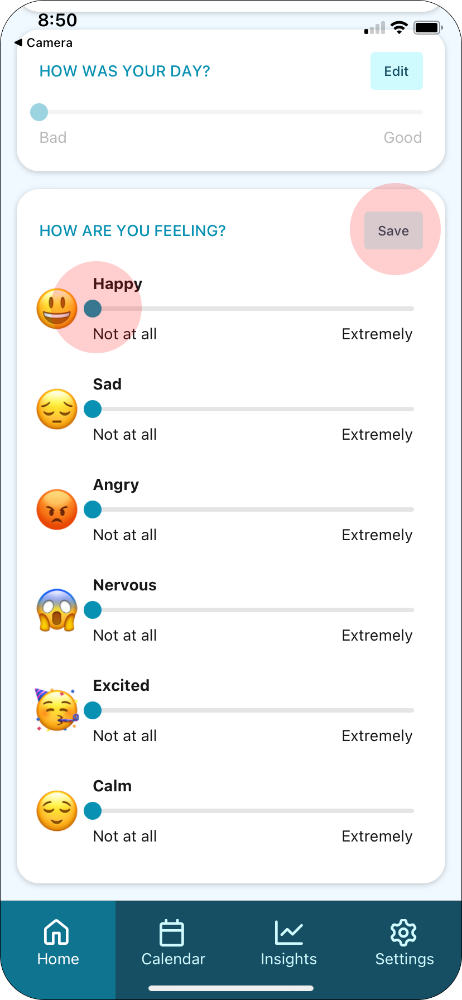 8:50
◀ Camera
HOW WAS YOUR DAY?
Edit
Bad
Good
HOW ARE YOU FEELING?
Save
Happy
Not at all
Extremely
Sad
Not at all
Extremely
Angry
Not at all
Extremely
Nervous
Not at all
Extremely
Excited
Not at all
Extremely
Calm
Not at all
Extremely
Home
Calendar
Insights
Settings